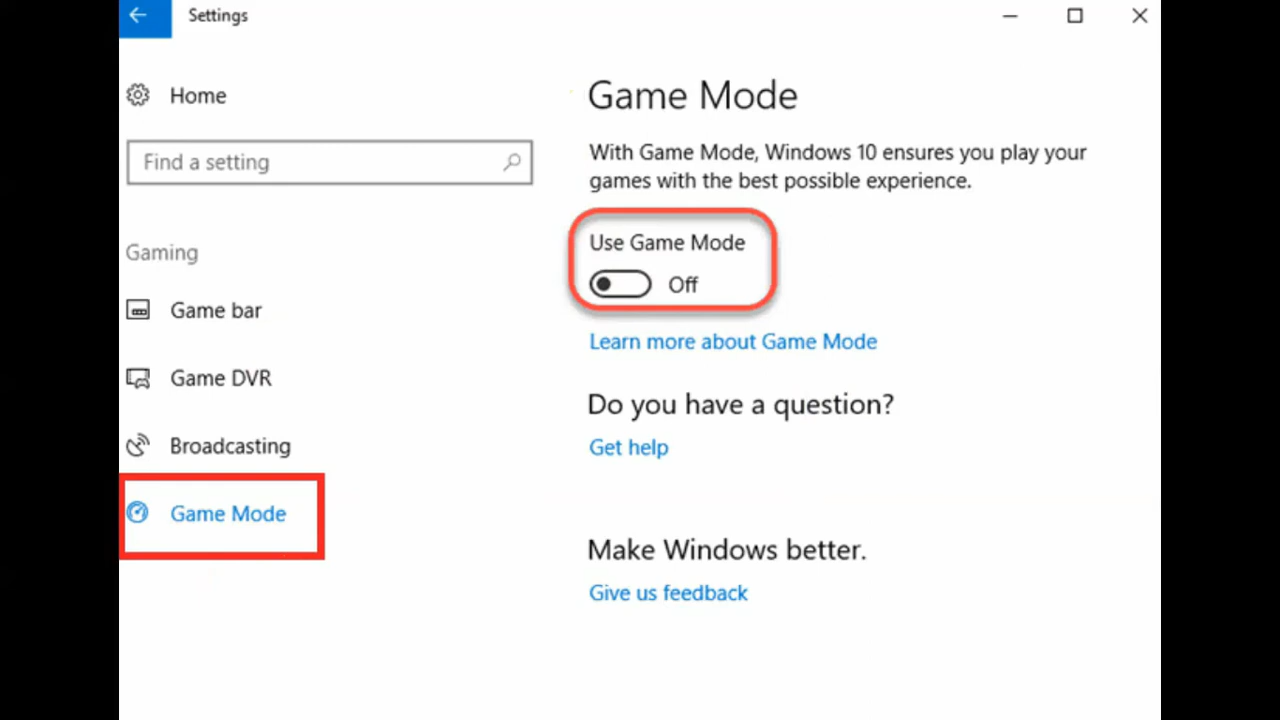 Settings
Home
Find a setting
Gaming
Game bar
Game DVR
Broadcasting
Game Mode
Game Mode
With Game Mode, Windows 10 ensures you play your
games with the best possible experience.
Use Game Mode
Off
Learn more about Game Mode
Do you have a question?
Get help
Make Windows better.
Give us feedback